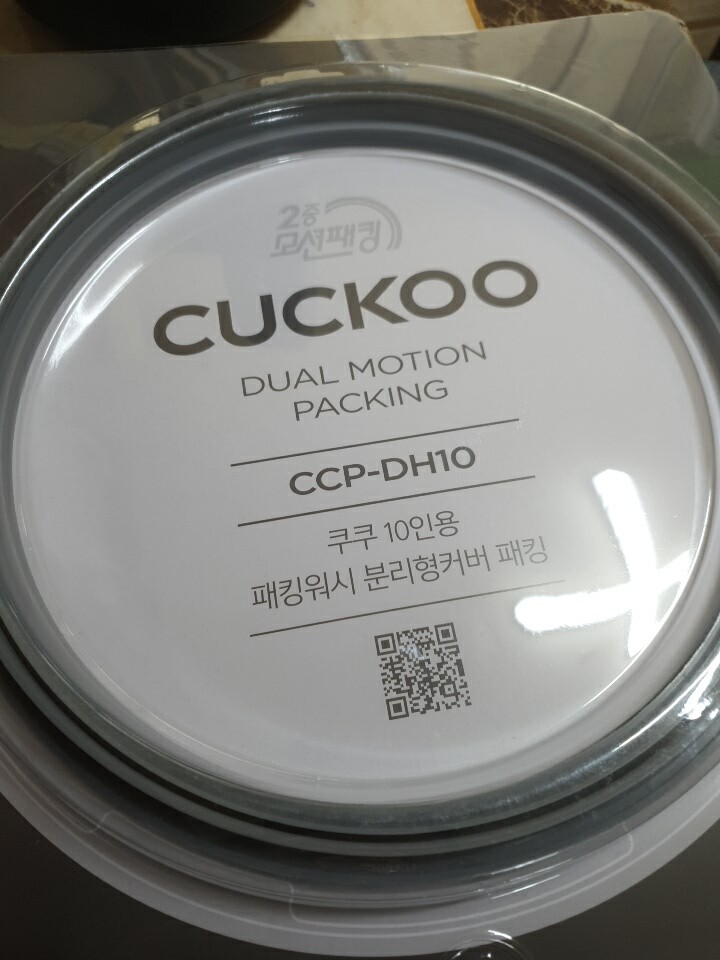 2중
모션패킹
CUCKOO
DUAL MOTION
PACKING
CCP-DH10
쿠쿠 10인용
패킹워시 분리형커버 패킹